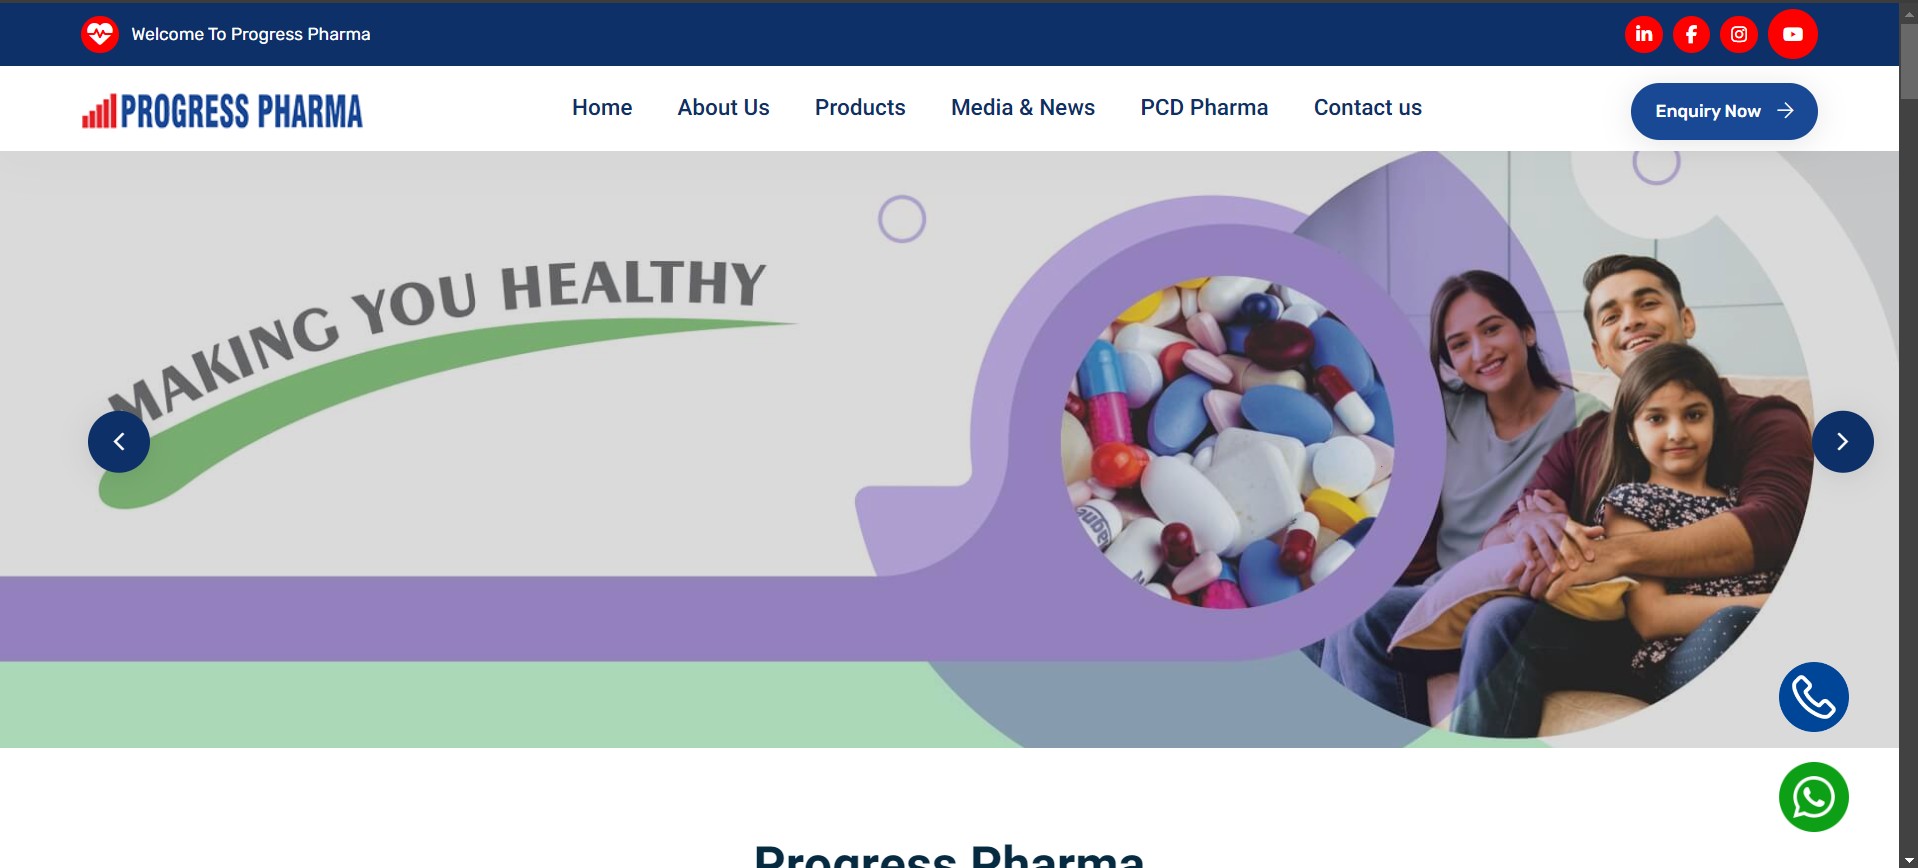 Welcome To Progress Pharma
PROGRESS PHARMA
Home About Us Products Media & News PCD Pharma Contact us
Enquiry Now
MAKING YOU HEALTHY
Progress Pharma